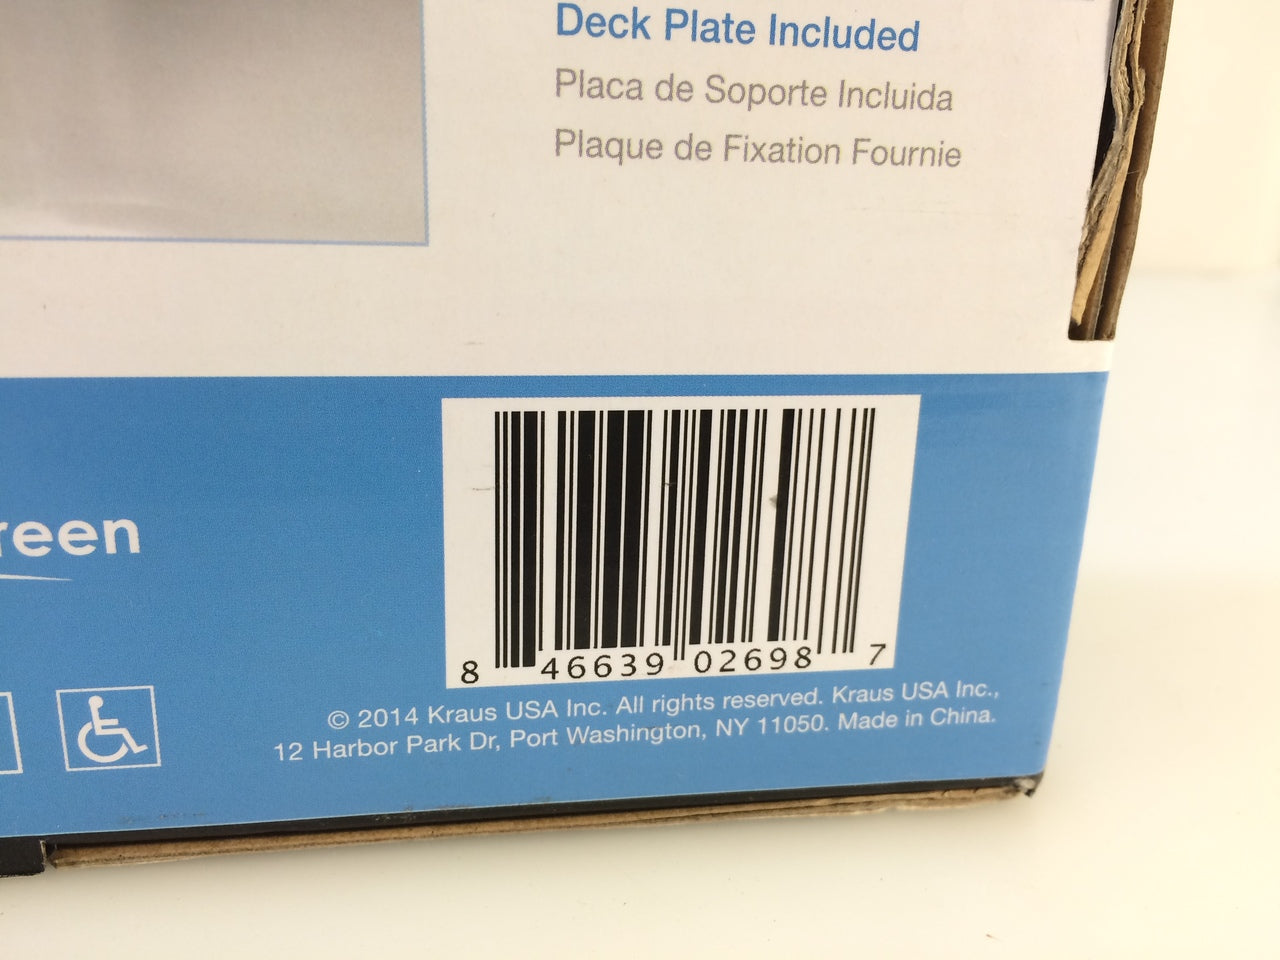 Deck Plate Included
Placa de Soporte Incluida
Plaque de Fixation Fournie
reen
8 46639 02698 7
© 2014 Kraus USA Inc. All rights reserved. Kraus USA Inc.,
12 Harbor Park Dr, Port Washington, NY 11050. Made in China.